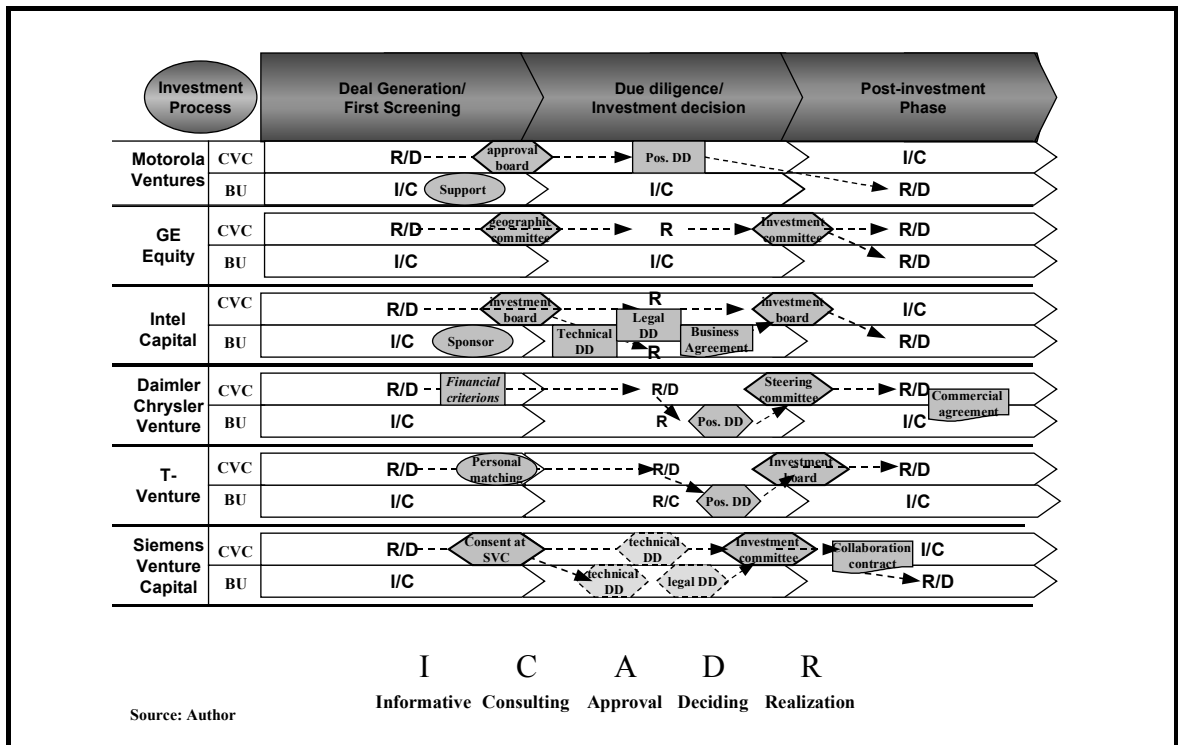 Investment
Process
Deal Generation/
First Screening
Due diligence/
Investment decision
Post-investment
Phase
Motorola
Ventures
CVC
R/D
approval
board
Pos. DD
I/C
BU
I/C
Support
I/C
R/D
GE
Equity
CVC
R/D
geographic
committee
R
Investment
committee
R/D
BU
I/C
I/C
R/D
Intel
Capital
CVC
R/D
investment
board
R
Legal
DD
investment
board
I/C
BU
I/C
Sponsor
Technical
DD
R
Business
Agreement
R/D
Daimler
Chrysler
Venture
CVC
R/D
Financial
criterions
R/D
Steering
committee
R/D
Commercial
agreement
BU
I/C
R
Pos. DD
I/C
T-
Venture
CVC
R/D
Personal
matching
R/D
Investment
board
R/D
BU
I/C
R/C
Pos. DD
I/C
Siemens
Venture
Capital
CVC
R/D
Consent at
SVC
technical
DD
Investment
committee
Collaboration
contract
I/C
BU
I/C
technical
DD
legal DD
R/D
I C A D R
Informative Consulting Approval Deciding Realization
Source: Author